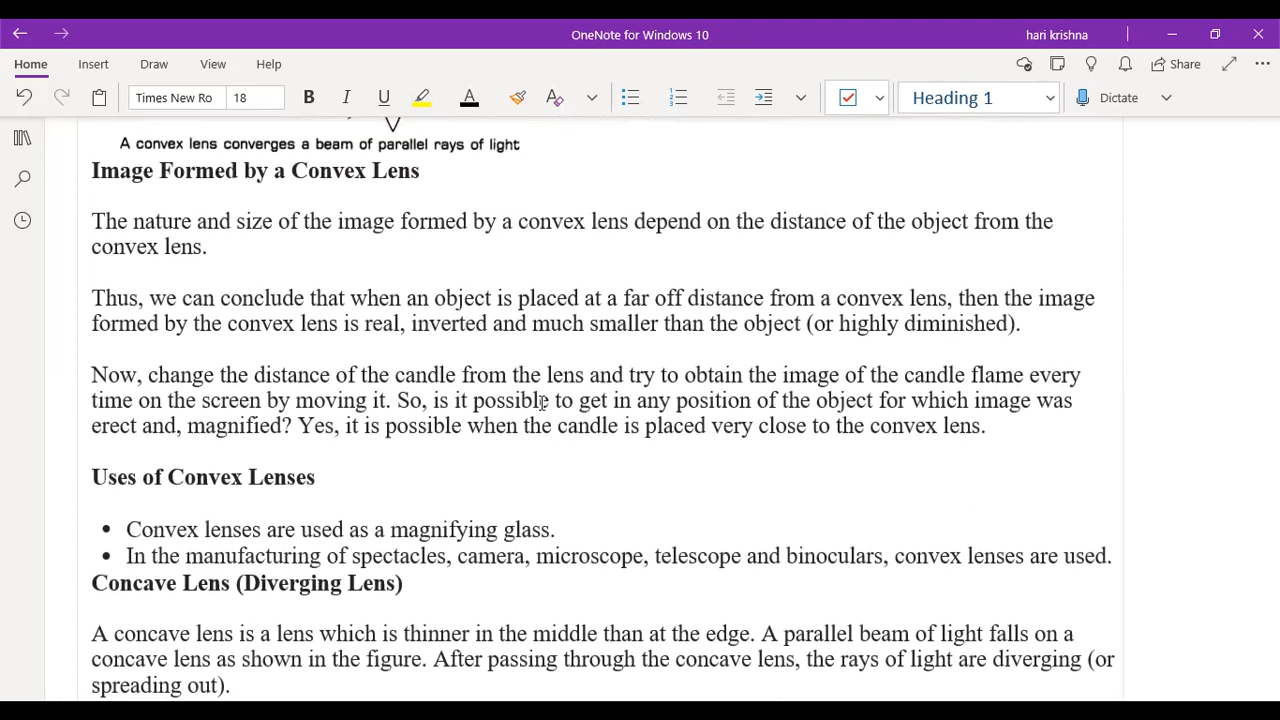 OneNote for Windows 10
hari krishna
Home Insert Draw View Help
Share
Times New Ro 18 B I U A A Heading 1 Dictate
A convex lens converges a beam of parallel rays of light
Image Formed by a Convex Lens
The nature and size of the image formed by a convex lens depend on the distance of the object from the
convex lens.
Thus, we can conclude that when an object is placed at a far off distance from a convex lens, then the image
formed by the convex lens is real, inverted and much smaller than the object (or highly diminished).
Now, change the distance of the candle from the lens and try to obtain the image of the candle flame every
time on the screen by moving it. So, is it possible to get in any position of the object for which image was
erect and, magnified? Yes, it is possible when the candle is placed very close to the convex lens.
Uses of Convex Lenses
• Convex lenses are used as a magnifying glass.
• In the manufacturing of spectacles, camera, microscope, telescope and binoculars, convex lenses are used.
Concave Lens (Diverging Lens)
A concave lens is a lens which is thinner in the middle than at the edge. A parallel beam of light falls on a
concave lens as shown in the figure. After passing through the concave lens, the rays of light are diverging (or
spreading out).